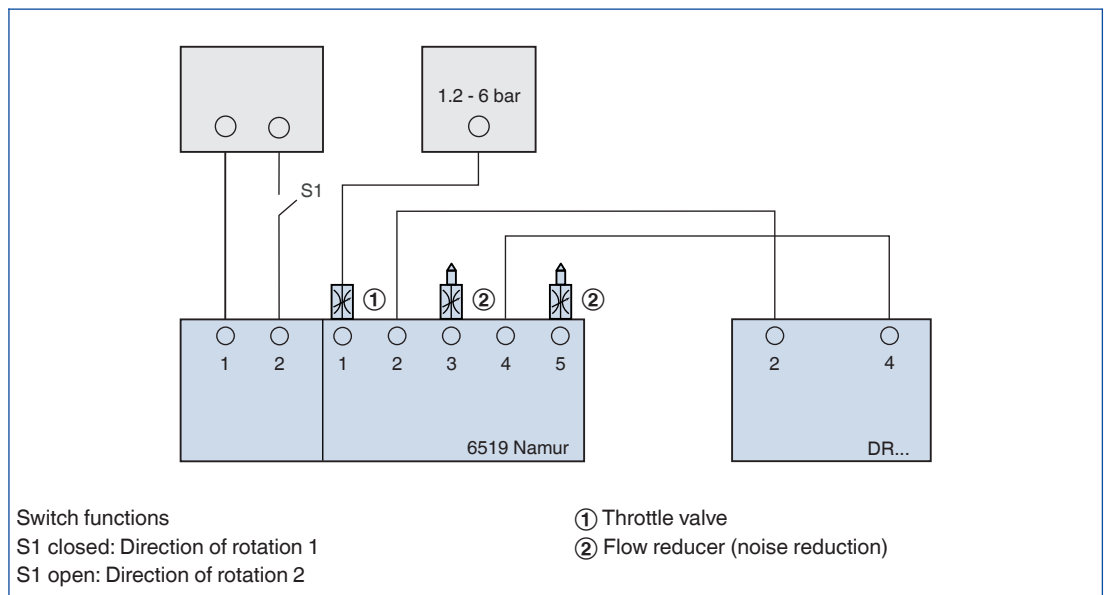 1.2 - 6 bar
S1
① ② ②
1 2 1 2 3 4 5 2 4
6519 Namur DR...
Switch functions
S1 closed: Direction of rotation 1
S1 open: Direction of rotation 2
① Throttle valve
② Flow reducer (noise reduction)